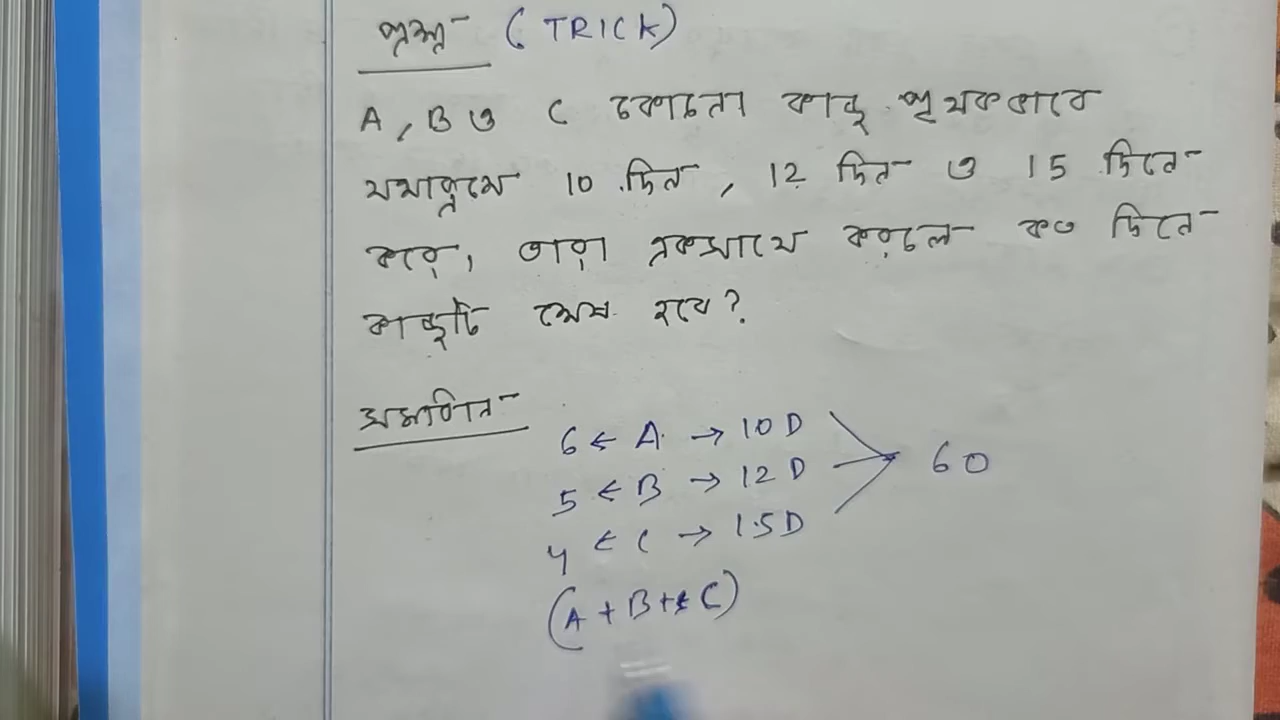 প্রশ্ন- (TRICK)
A, B ও C কোনো কাজ পৃথকভাবে
যথাক্রমে 10 দিন, 12 দিন ও 15 দিনে
করে, তারা একসাথে করলে কত দিনে
কাজটি শেষ হবে?
সমাধান-
6 ← A → 10 D
5 ← B → 12 D 60
4 ← C → 15 D
(A + B + C)